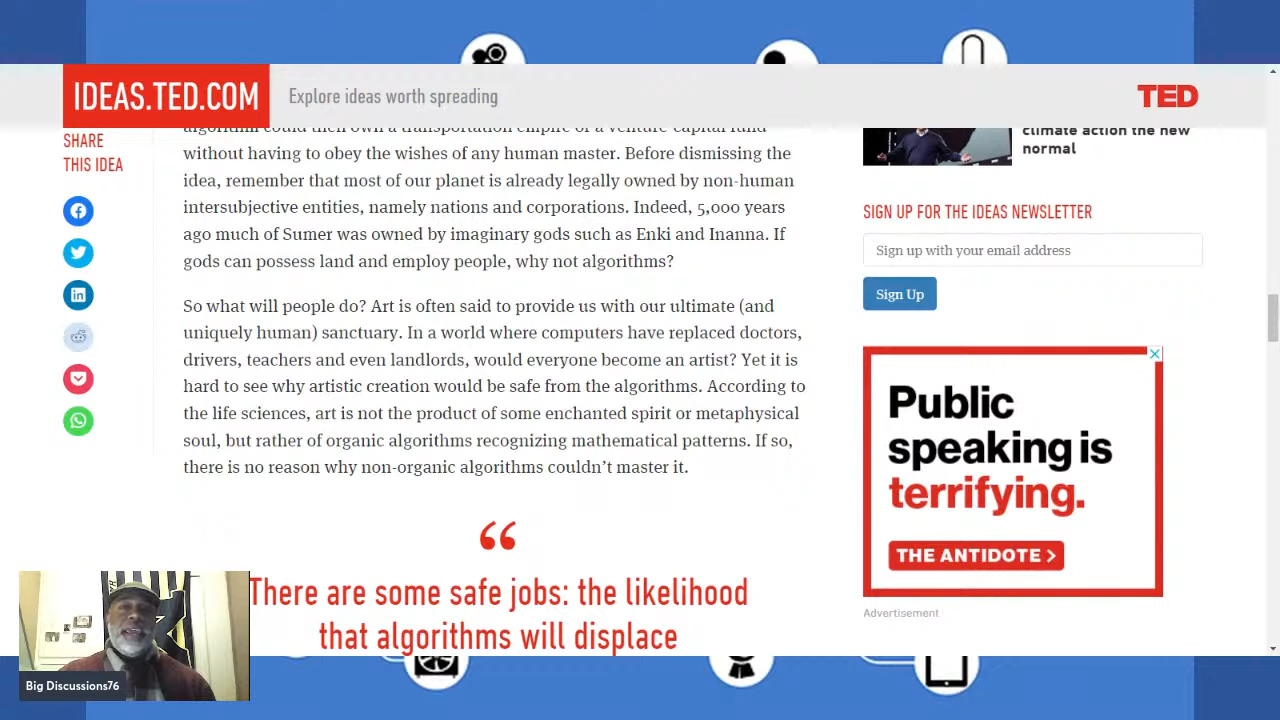 IDEAS.TED.COM
Explore ideas worth spreading
TED
SHARE
THIS IDEA
algorithm could then own a transportation empire or a venture-capital fund
without having to obey the wishes of any human master. Before dismissing the
idea, remember that most of our planet is already legally owned by non-human
intersubjective entities, namely nations and corporations. Indeed, 5,000 years
ago much of Sumer was owned by imaginary gods such as Enki and Inanna. If
gods can possess land and employ people, why not algorithms?
So what will people do? Art is often said to provide us with our ultimate (and
uniquely human) sanctuary. In a world where computers have replaced doctors,
drivers, teachers and even landlords, would everyone become an artist? Yet it is
hard to see why artistic creation would be safe from the algorithms. According to
the life sciences, art is not the product of some enchanted spirit or metaphysical
soul, but rather of organic algorithms recognizing mathematical patterns. If so,
there is no reason why non-organic algorithms couldn’t master it.
“
There are some safe jobs: the likelihood
that algorithms will displace
climate action the new
normal
SIGN UP FOR THE IDEAS NEWSLETTER
Sign up with your email address
Sign Up
Public
speaking is
terrifying.
THE ANTIDOTE >
Advertisement
Big Discussions76